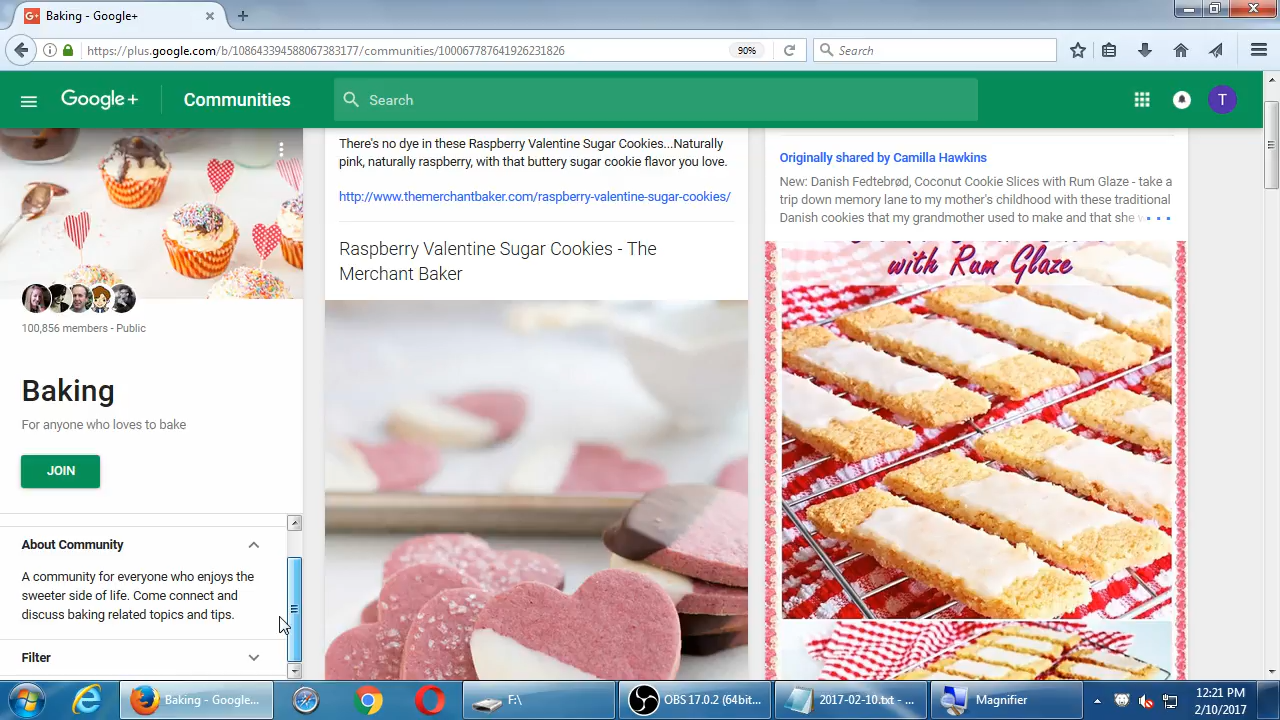 Baking - Google+
https://plus.google.com/b/108643394588067383177/communities/100067787641926231826
90%
Search
Google+
Communities
Search
There's no dye in these Raspberry Valentine Sugar Cookies...Naturally
pink, naturally raspberry, with that buttery sugar cookie flavor you love.
http://www.themerchantbaker.com/raspberry-valentine-sugar-cookies/
Raspberry Valentine Sugar Cookies - The
Merchant Baker
Originally shared by Camilla Hawkins
New: Danish Fedtebrød, Coconut Cookie Slices with Rum Glaze - take a
trip down memory lane to my mother's childhood with these traditional
Danish cookies that my grandmother used to make and that she
with Rum Glaze
100,856 members - Public
Baking
For anyone who loves to bake
JOIN
About Community
A community for everyone who enjoys the
sweeter side of life. Come connect and
discuss baking related topics and tips.
Filter
T
Baking - Google...
F:\
OBS 17.0.2 (64bit...
2017-02-10.txt - ...
Magnifier
12:21 PM
2/10/2017